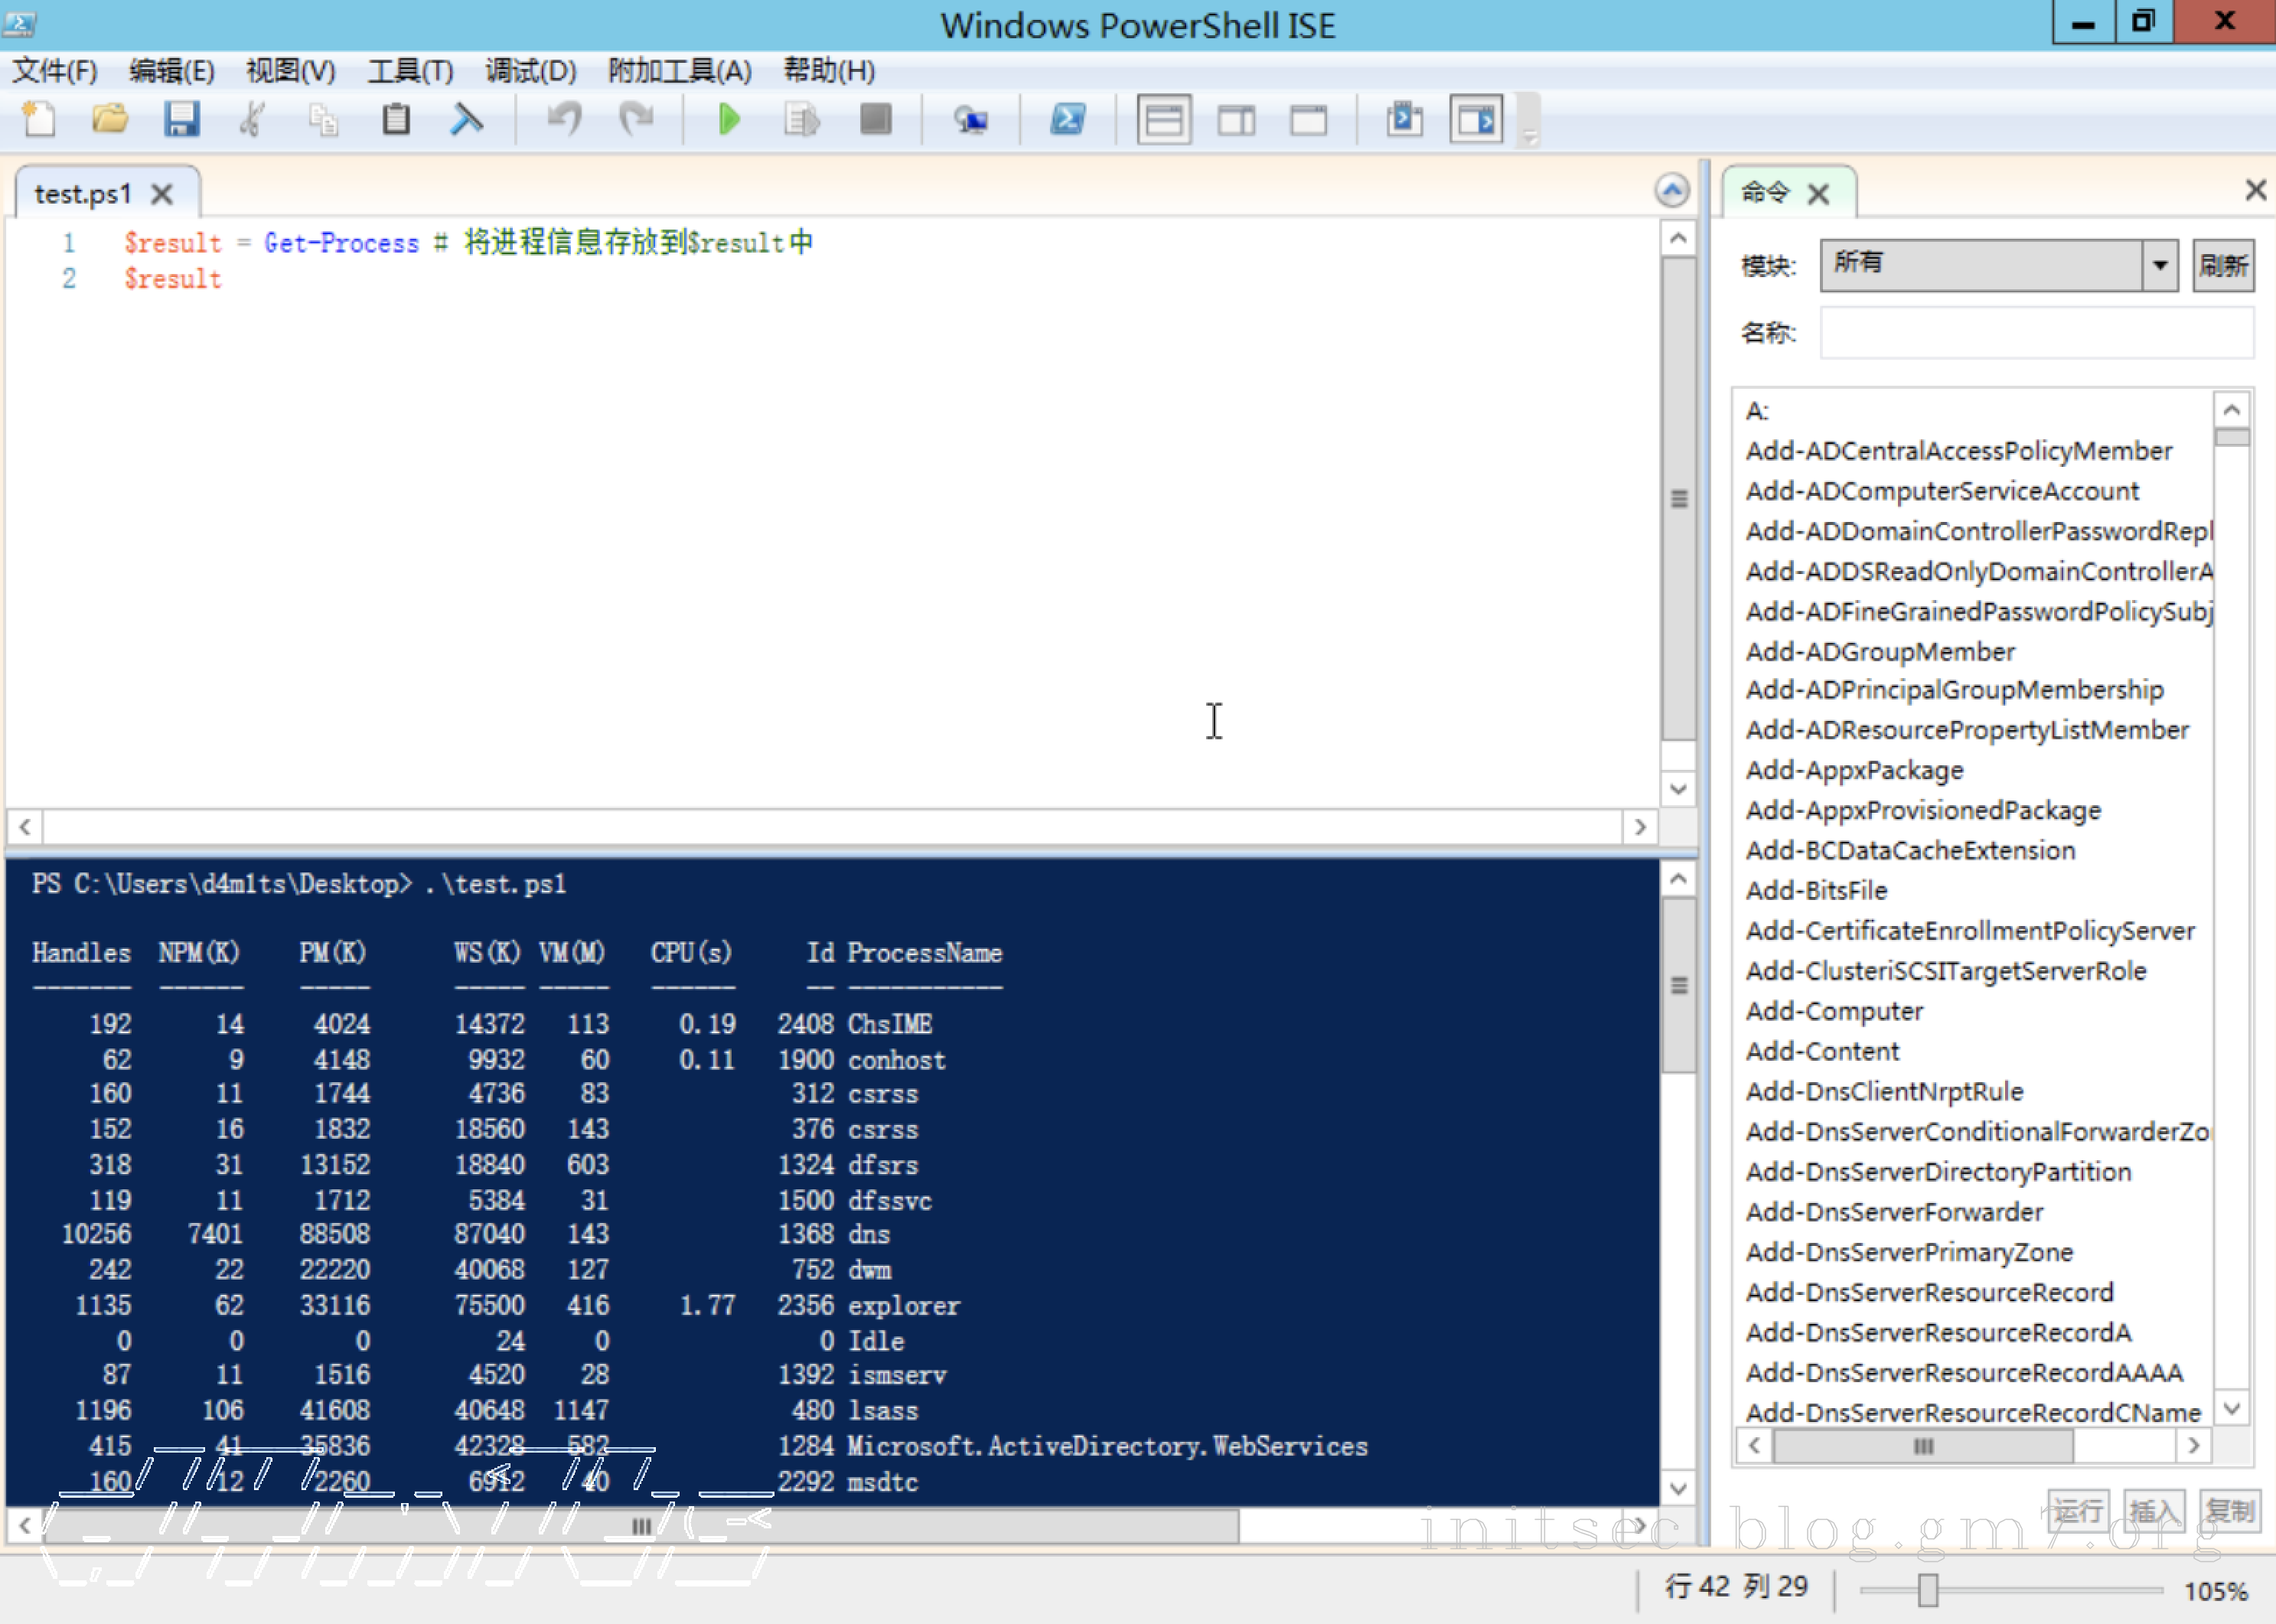 Windows PowerShell ISE
文件(F) 编辑(E) 视图(V) 工具(T) 调试(D) 附加工具(A) 帮助(H)
test.ps1
1 $result = Get-Process # 将进程信息存放到$result中
2 $result
PS C:\Users\d4m1ts\Desktop> .\test.ps1
Handles NPM(K) PM(K) WS(K) VM(M) CPU(s) Id ProcessName
------- ------ ----- ----- ----- ------ -- -----------
192 14 4024 14372 113 0.19 2408 ChsIME
62 9 4148 9932 60 0.11 1900 conhost
160 11 1744 4736 83 312 csrss
152 16 1832 18560 143 376 csrss
318 31 13152 18840 603 1324 dfsrs
119 11 1712 5384 31 1500 dfssvc
10256 7401 88508 87040 143 1368 dns
242 22 22220 40068 127 752 dwm
1135 62 33116 75500 416 1.77 2356 explorer
0 0 0 24 0 0 Idle
87 11 1516 4520 28 1392 ismserv
1196 106 41608 40648 1147 480 lsass
415 41 35836 42328 582 1284 Microsoft.ActiveDirectory.WebServices
160 12 2260 6912 40 2292 msdtc
命令
模块: 所有 刷新
名称:
A:
Add-ADCentralAccessPolicyMember
Add-ADComputerServiceAccount
Add-ADDomainControllerPasswordRepl
Add-ADDSReadOnlyDomainControllerA
Add-ADFineGrainedPasswordPolicySubj
Add-ADGroupMember
Add-ADPrincipalGroupMembership
Add-ADResourcePropertyListMember
Add-AppxPackage
Add-AppxProvisionedPackage
Add-BCDataCacheExtension
Add-BitsFile
Add-CertificateEnrollmentPolicyServer
Add-ClusteriSCSITargetServerRole
Add-Computer
Add-Content
Add-DnsClientNrptRule
Add-DnsServerConditionalForwarderZo
Add-DnsServerDirectoryPartition
Add-DnsServerForwarder
Add-DnsServerPrimaryZone
Add-DnsServerResourceRecord
Add-DnsServerResourceRecordA
Add-DnsServerResourceRecordAAAA
Add-DnsServerResourceRecordCName
运行 插入 复制
initsec blog.gm7.org
行 42 列 29
105%